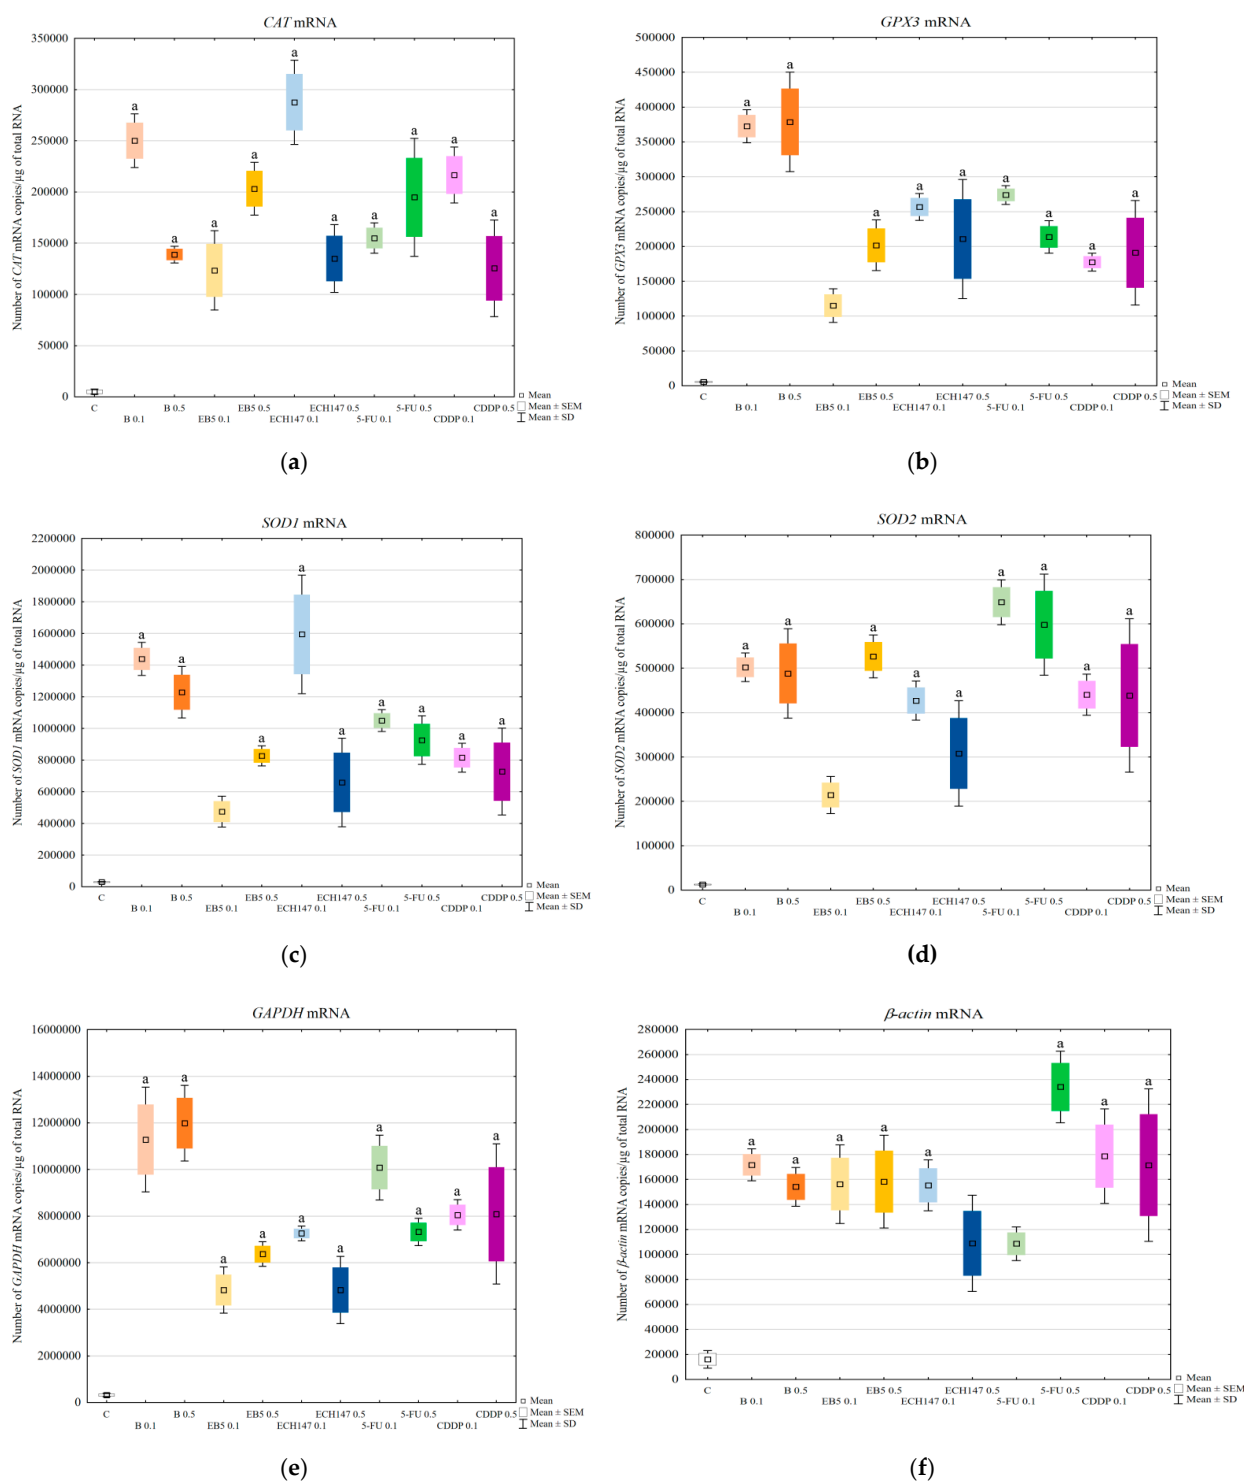 CAT mRNA
Number of CAT mRNA copies/µg of total RNA
350000
300000
250000
200000
150000
100000
50000
0
a a a a a a a a a a
C B 0.1 B 0.5 EB5 0.1 EB5 0.5 ECH147 0.1 ECH147 0.5 5-FU 0.1 5-FU 0.5 CDDP 0.1 CDDP 0.5
Mean
Mean ± SEM
Mean ± SD
(a)
GPX3 mRNA
Number of GPX3 mRNA copies/µg of total RNA
500000
450000
400000
350000
300000
250000
200000
150000
100000
50000
0
a a a a a a a a a a
C B 0.1 B 0.5 EB5 0.1 EB5 0.5 ECH147 0.1 ECH147 0.5 5-FU 0.1 5-FU 0.5 CDDP 0.1 CDDP 0.5
Mean
Mean ± SEM
Mean ± SD
(b)
SOD1 mRNA
Number of SOD1 mRNA copies/µg of total RNA
2200000
2000000
1800000
1600000
1400000
1200000
1000000
800000
600000
400000
200000
0
a a a a a a a a a a
C B 0.1 B 0.5 EB5 0.1 EB5 0.5 ECH147 0.1 ECH147 0.5 5-FU 0.1 5-FU 0.5 CDDP 0.1 CDDP 0.5
Mean
Mean ± SEM
Mean ± SD
(c)
SOD2 mRNA
Number of SOD2 mRNA copies/µg of total RNA
800000
700000
600000
500000
400000
300000
200000
100000
0
a a a a a a a a a a
C B 0.1 B 0.5 EB5 0.1 EB5 0.5 ECH147 0.1 ECH147 0.5 5-FU 0.1 5-FU 0.5 CDDP 0.1 CDDP 0.5
Mean
Mean ± SEM
Mean ± SD
(d)
GAPDH mRNA
Number of GAPDH mRNA copies/µg of total RNA
16000000
14000000
12000000
10000000
8000000
6000000
4000000
2000000
0
a a a a a a a a a a
C B 0.1 B 0.5 EB5 0.1 EB5 0.5 ECH147 0.1 ECH147 0.5 5-FU 0.1 5-FU 0.5 CDDP 0.1 CDDP 0.5
Mean
Mean ± SEM
Mean ± SD
(e)
β-actin mRNA
Number of β-actin mRNA copies/µg of total RNA
280000
260000
240000
220000
200000
180000
160000
140000
120000
100000
80000
60000
40000
20000
0
a a a a a a a a a a
C B 0.1 B 0.5 EB5 0.1 EB5 0.5 ECH147 0.1 ECH147 0.5 5-FU 0.1 5-FU 0.5 CDDP 0.1 CDDP 0.5
Mean
Mean ± SEM
Mean ± SD
(f)